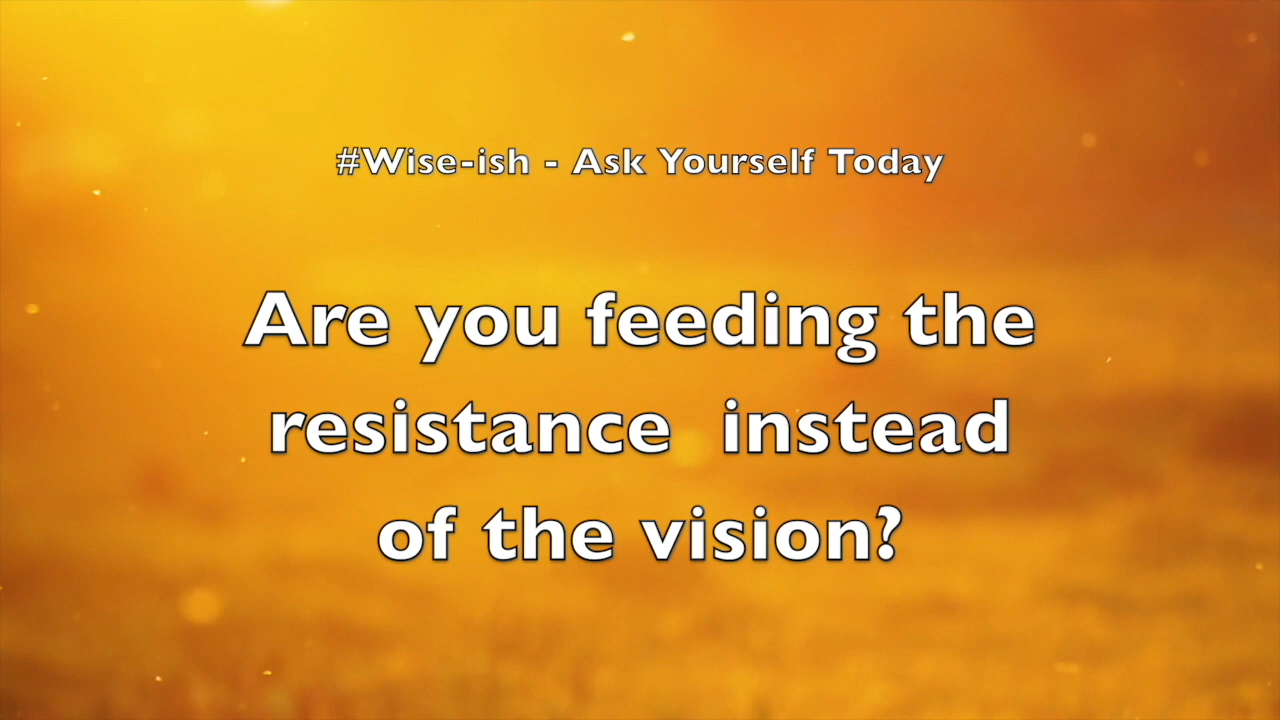 #Wise-ish - Ask Yourself Today
Are you feeding the
resistance  instead
of the vision?